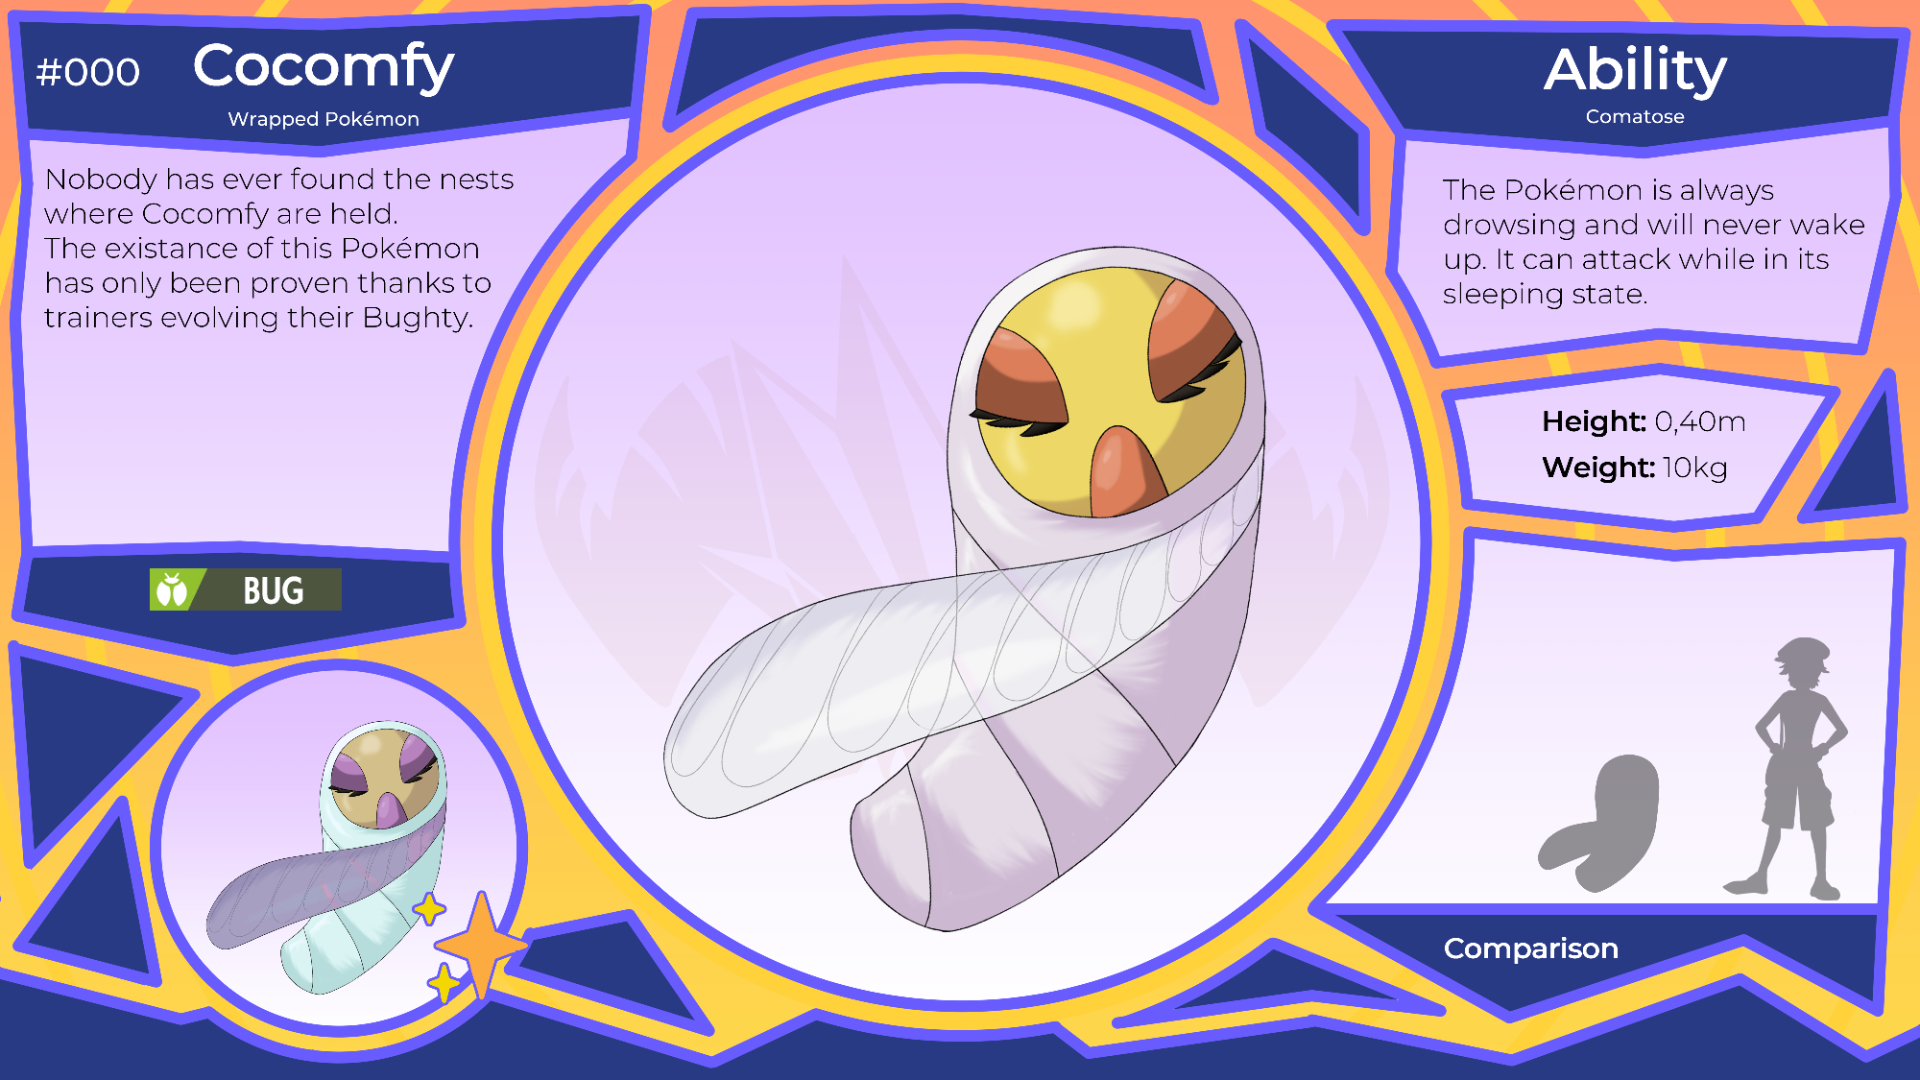 #000
Cocomfy
Wrapped Pokémon
Nobody has ever found the nests
where Cocomfy are held.
The existance of this Pokémon
has only been proven thanks to
trainers evolving their Bughty.
BUG
Ability
Comatose
The Pokémon is always
drowsing and will never wake
up. It can attack while in its
sleeping state.
Height: 0,40m
Weight: 10kg
Comparison